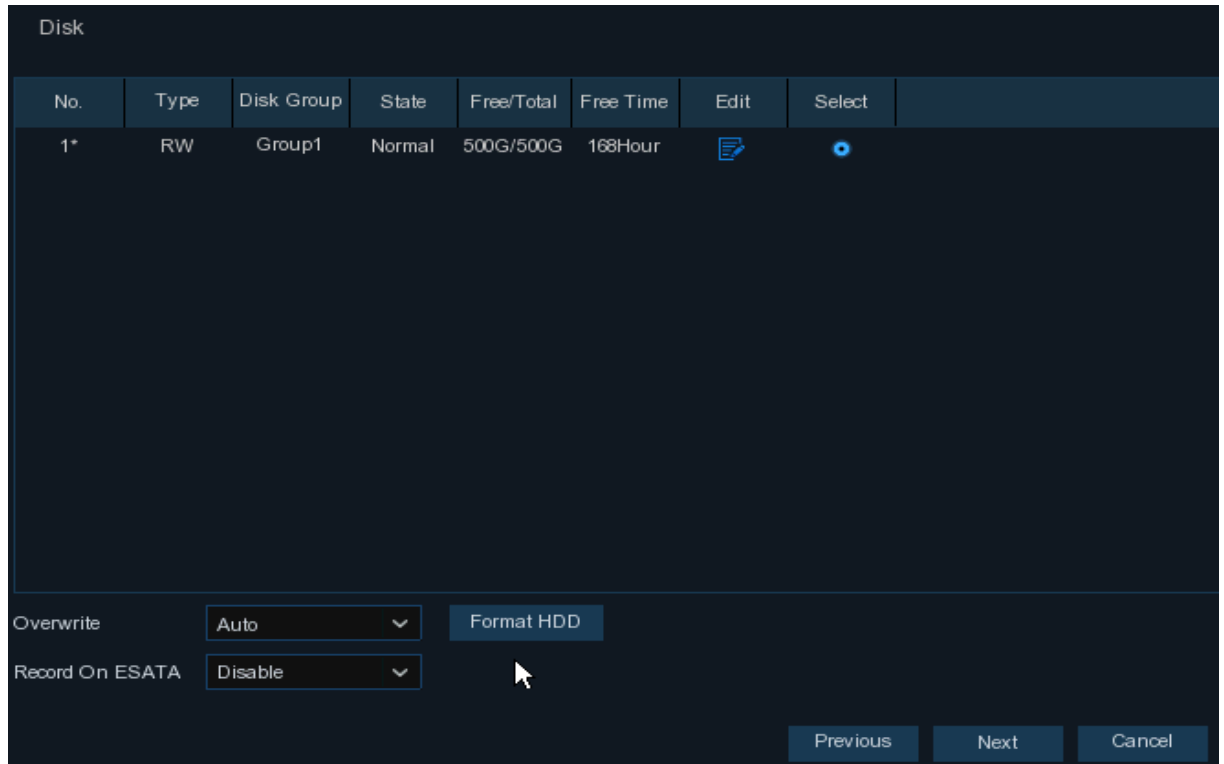 Disk
No. Type Disk Group State Free/Total Free Time Edit Select
1* RW Group1 Normal 500G/500G 168Hour
Overwrite Auto Format HDD
Record On ESATA Disable
Previous Next Cancel